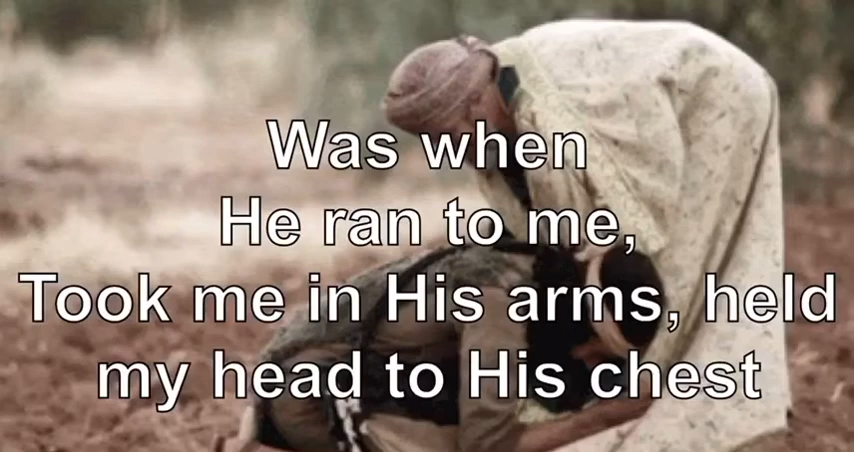 Was when
He ran to me,
Took me in His arms, held
my head to His chest